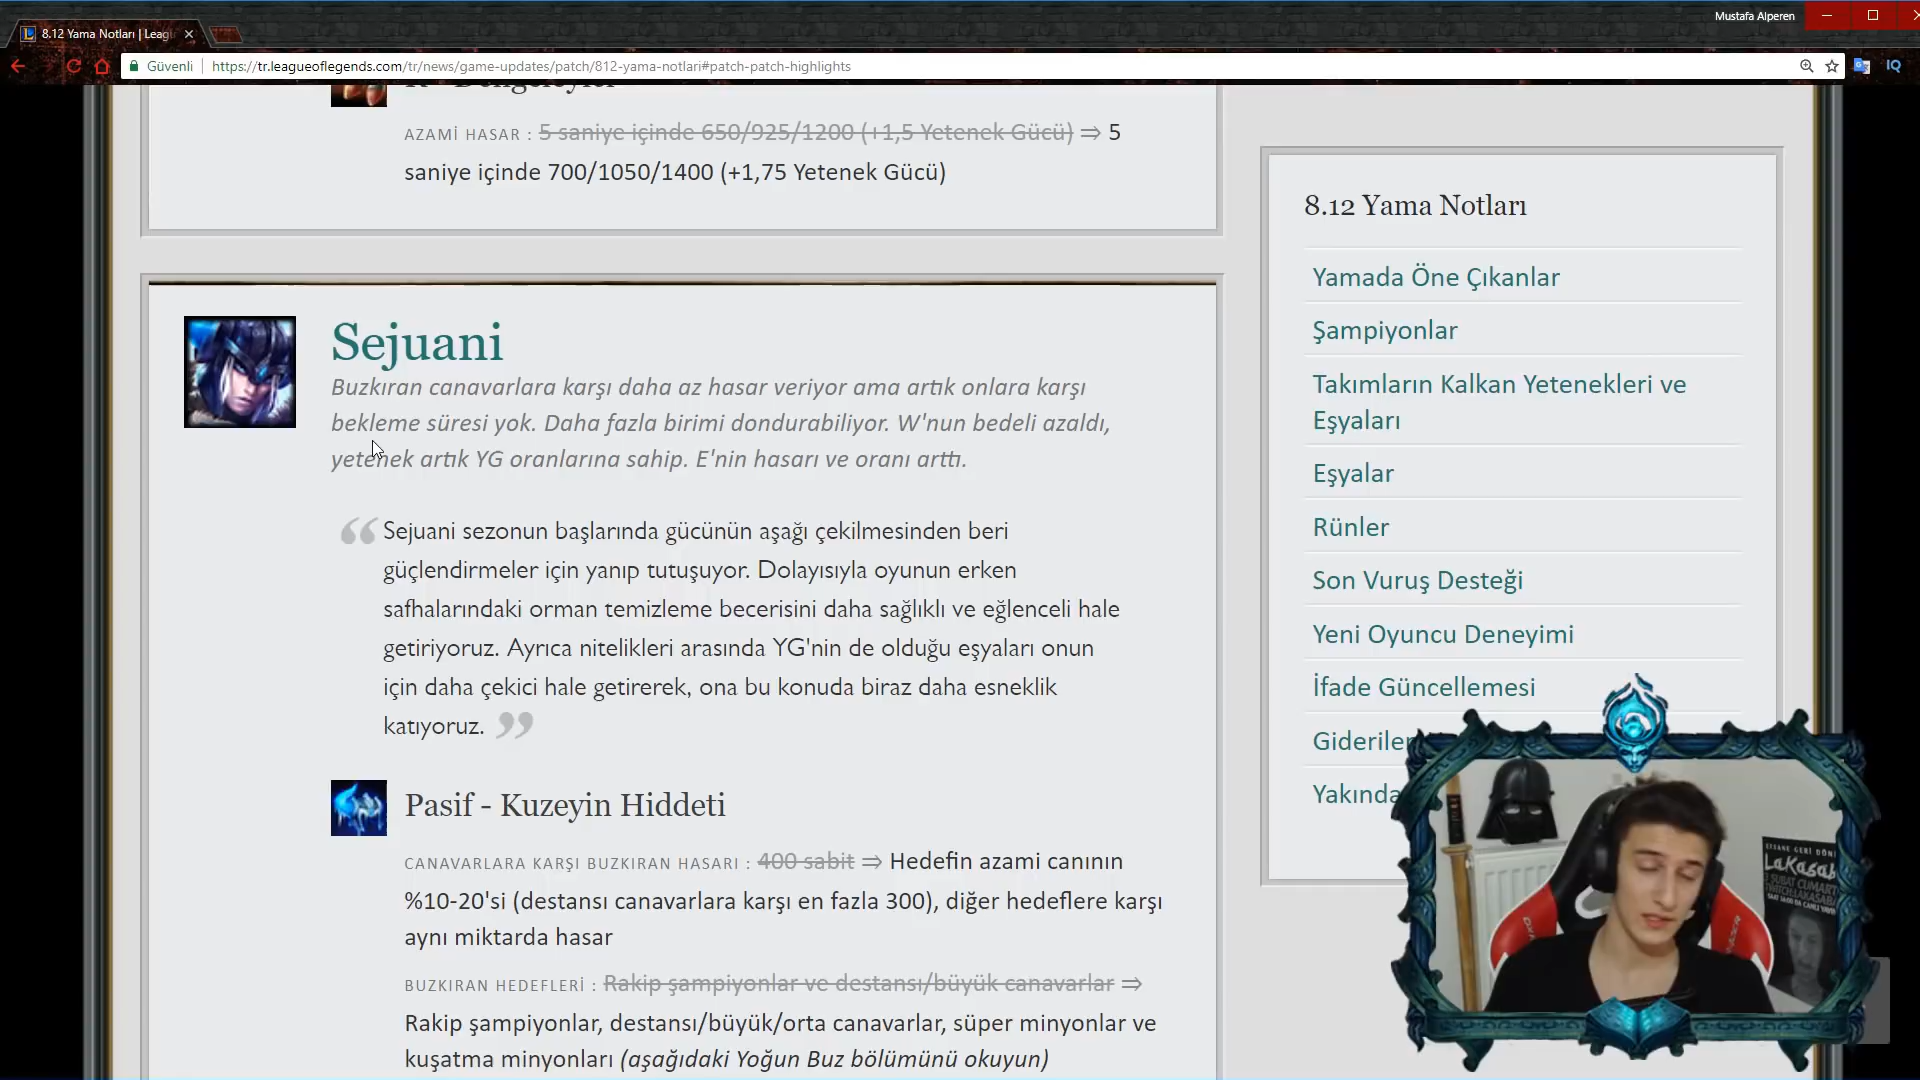 Mustafa Alperen
8.12 Yama Notları | Leag
Güvenli
https://tr.leagueoflegends.com/tr/news/game-updates/patch/812-yama-notlari#patch-patch-highlights
IQ
AZAMİ HASAR : 5 saniye içinde 650/925/1200 (+1,5 Yetenek Gücü) ⇒ 5
saniye içinde 700/1050/1400 (+1,75 Yetenek Gücü)
Sejuani
Buzkıran canavarlara karşı daha az hasar veriyor ama artık onlara karşı
bekleme süresi yok. Daha fazla birimi dondurabiliyor. W'nun bedeli azaldı,
yetenek artık YG oranlarına sahip. E'nin hasarı ve oranı arttı.
“Sejuani sezonun başlarında gücünün aşağı çekilmesinden beri
güçlendirmeler için yanıp tutuşuyor. Dolayısıyla oyunun erken
safhalarındaki orman temizleme becerisini daha sağlıklı ve eğlenceli hale
getiriyoruz. Ayrıca nitelikleri arasında YG'nin de olduğu eşyaları onun
için daha çekici hale getirerek, ona bu konuda biraz daha esneklik
katıyoruz. ”
Pasif - Kuzeyin Hiddeti
CANAVARLARA KARŞI BUZKIRAN HASARI : 400 sabit ⇒ Hedefin azami canının
%10-20'si (destansı canavarlara karşı en fazla 300), diğer hedeflere karşı
aynı miktarda hasar
BUZKIRAN HEDEFLERİ : Rakip şampiyonlar ve destansı/büyük canavarlar ⇒
Rakip şampiyonlar, destansı/büyük/orta canavarlar, süper minyonlar ve
kuşatma minyonları (aşağıdaki Yoğun Buz bölümünü okuyun)
8.12 Yama Notları
Yamada Öne Çıkanlar
Şampiyonlar
Takımların Kalkan Yetenekleri ve
Eşyaları
Eşyalar
Rünler
Son Vuruş Desteği
Yeni Oyuncu Deneyimi
İfade Güncellemesi
Giderilen
Yakında
EFSANE GERİ DÖN
LaKasab